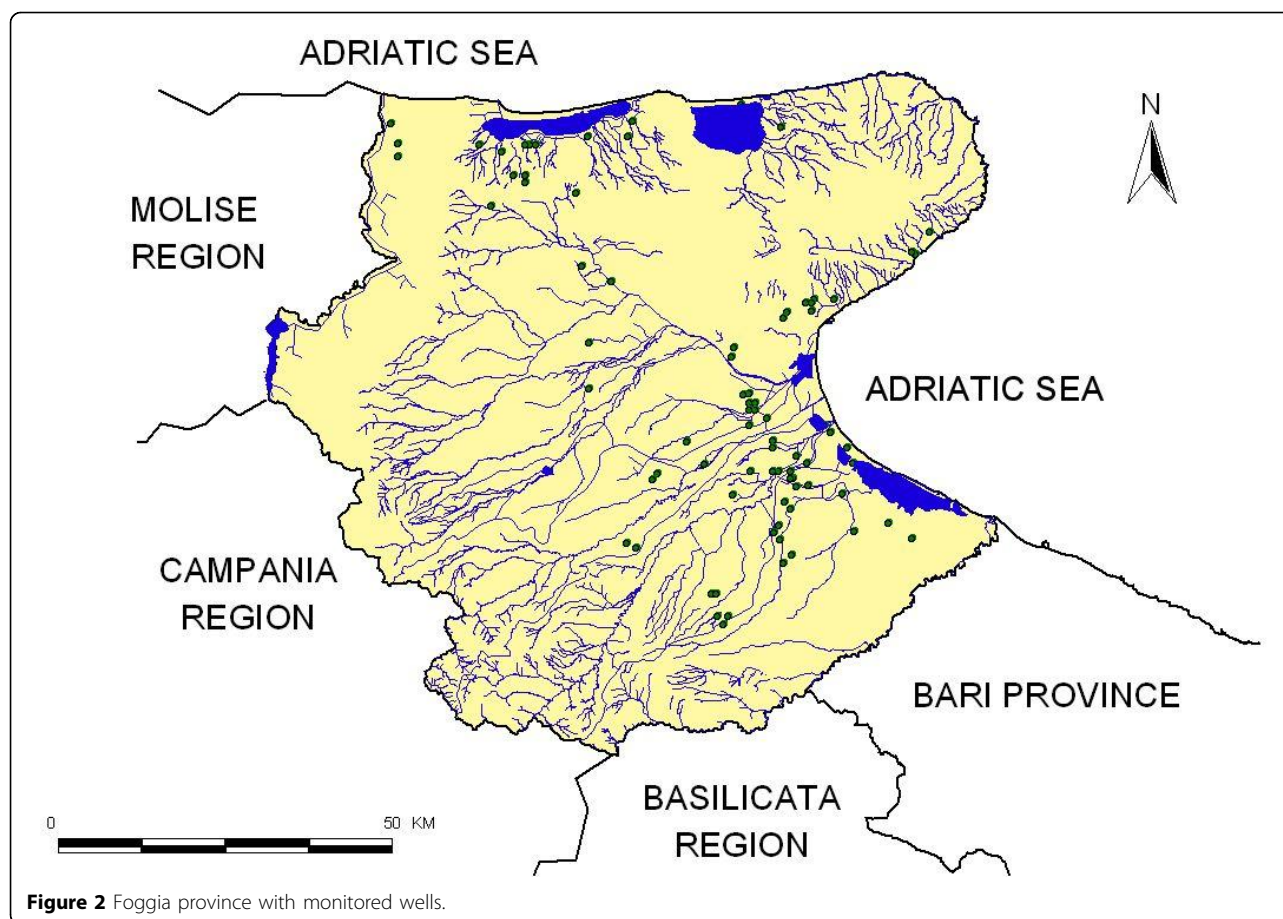 ADRIATIC SEA
N
MOLISE
REGION
ADRIATIC SEA
CAMPANIA
REGION
BARI PROVINCE
BASILICATA
REGION
0 50 KM
Figure 2 Foggia province with monitored wells.